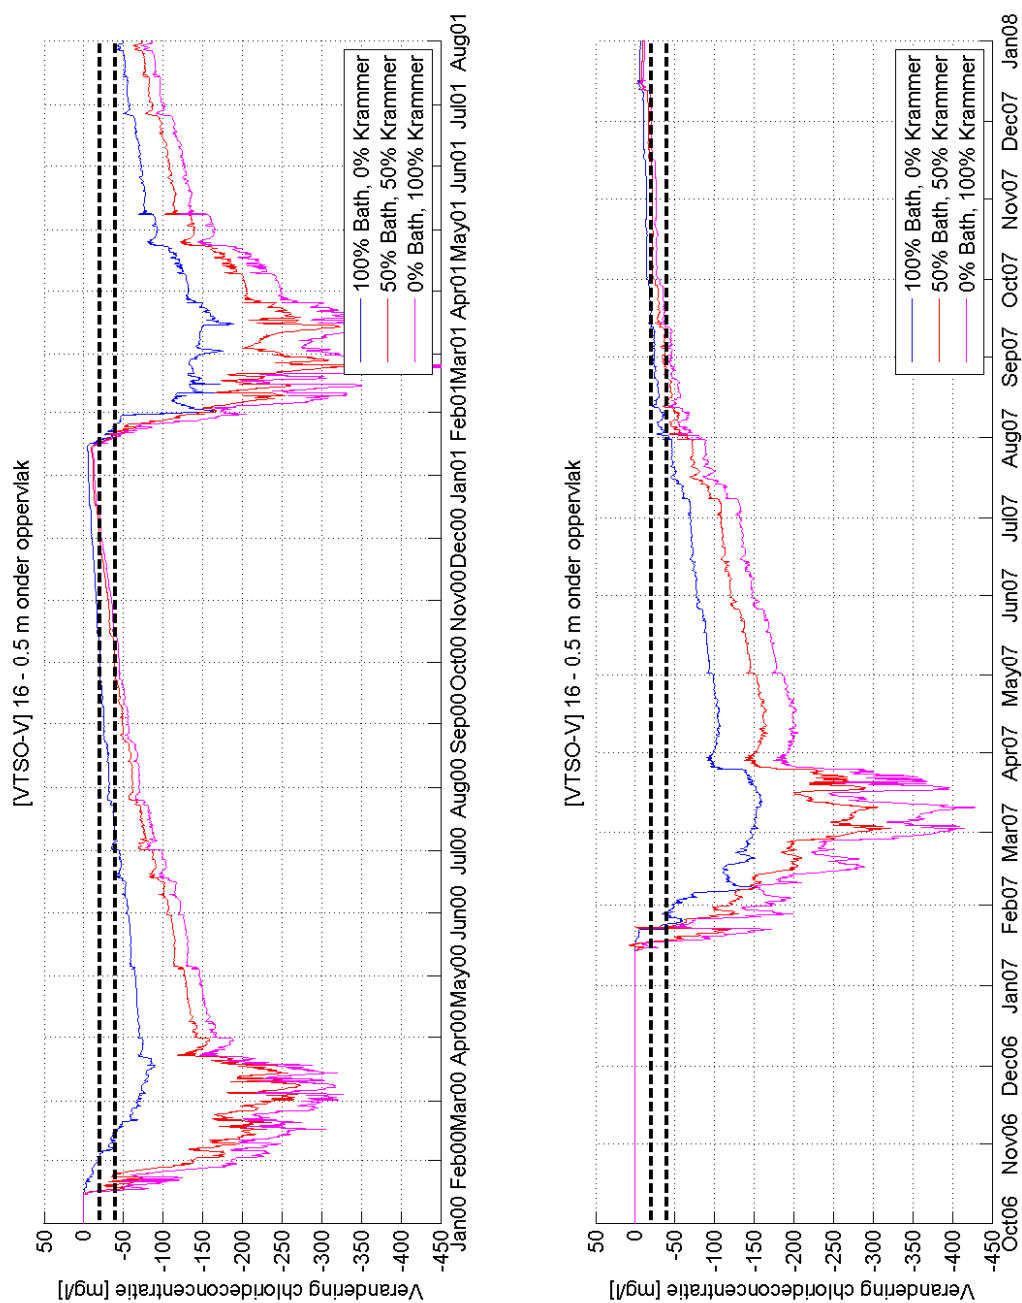 [VTSO-V] 16 - 0.5 m onder oppervlak
Verandering chlorideconcentratie [mg/l]
50
0
-50
-100
-150
-200
-250
-300
-350
-400
-450
Jan00 Feb00 Mar00 Apr00 May00 Jun00 Jul00 Aug00 Sep00 Oct00 Nov00 Dec00 Jan01 Feb01 Mar01 Apr01 May01 Jun01 Jul01 Aug01
100% Bath, 0% Krammer
50% Bath, 50% Krammer
0% Bath, 100% Krammer
[VTSO-V] 16 - 0.5 m onder oppervlak
Verandering chlorideconcentratie [mg/l]
50
0
-50
-100
-150
-200
-250
-300
-350
-400
-450
Oct06 Nov06 Dec06 Jan07 Feb07 Mar07 Apr07 May07 Jun07 Jul07 Aug07 Sep07 Oct07 Nov07 Dec07 Jan08
100% Bath, 0% Krammer
50% Bath, 50% Krammer
0% Bath, 100% Krammer